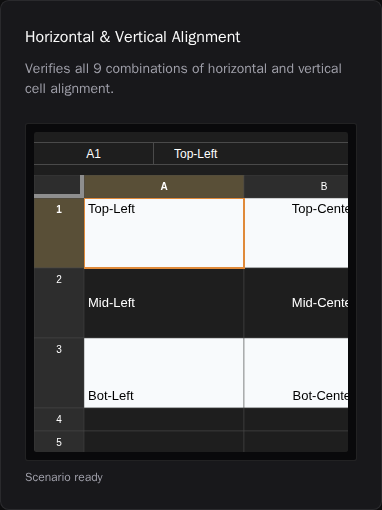 Horizontal & Vertical Alignment
Verifies all 9 combinations of horizontal and vertical
cell alignment.
A1 Top-Left
A B
1 Top-Left Top-Cente
2 Mid-Left Mid-Cente
3 Bot-Left Bot-Cente
4
5
Scenario ready